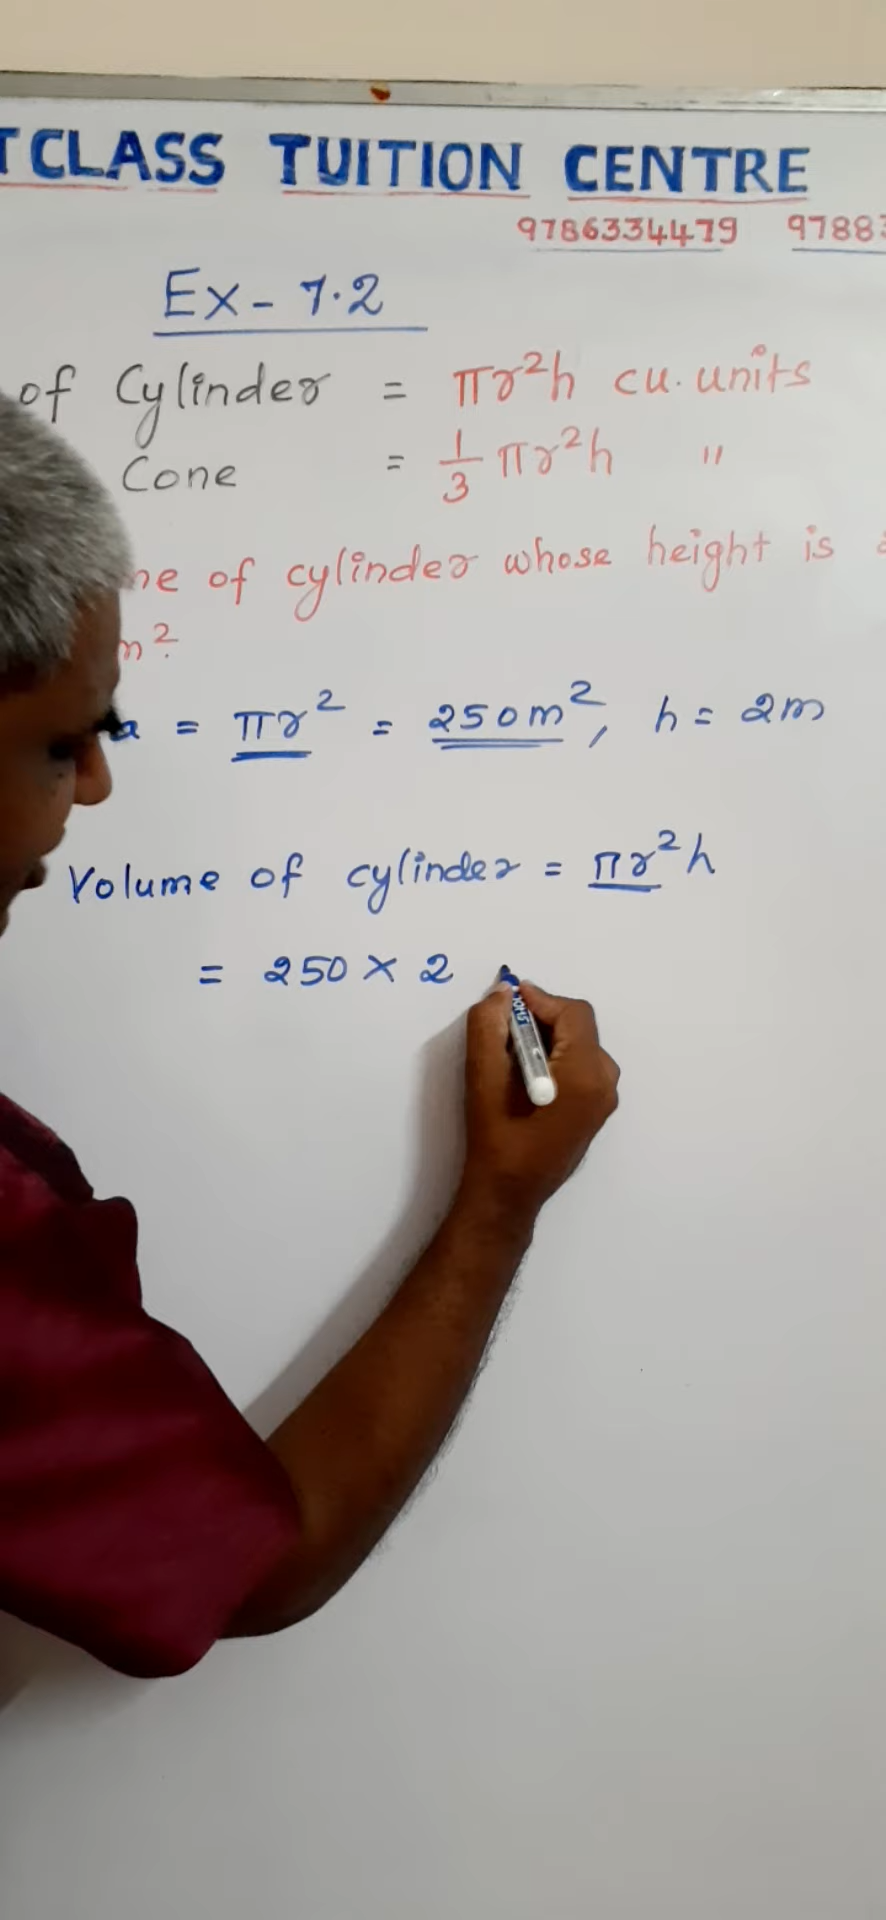 CLASS TUITION CENTRE
9786334479 9788
Ex - 7.2
of Cylinder = πr²h cu. units
Cone = 1/3 πr²h "
of cylinder whose height is
m²
= πr² = 250m², h = 2m
Volume of cylinder = πr²h
= 250 × 2